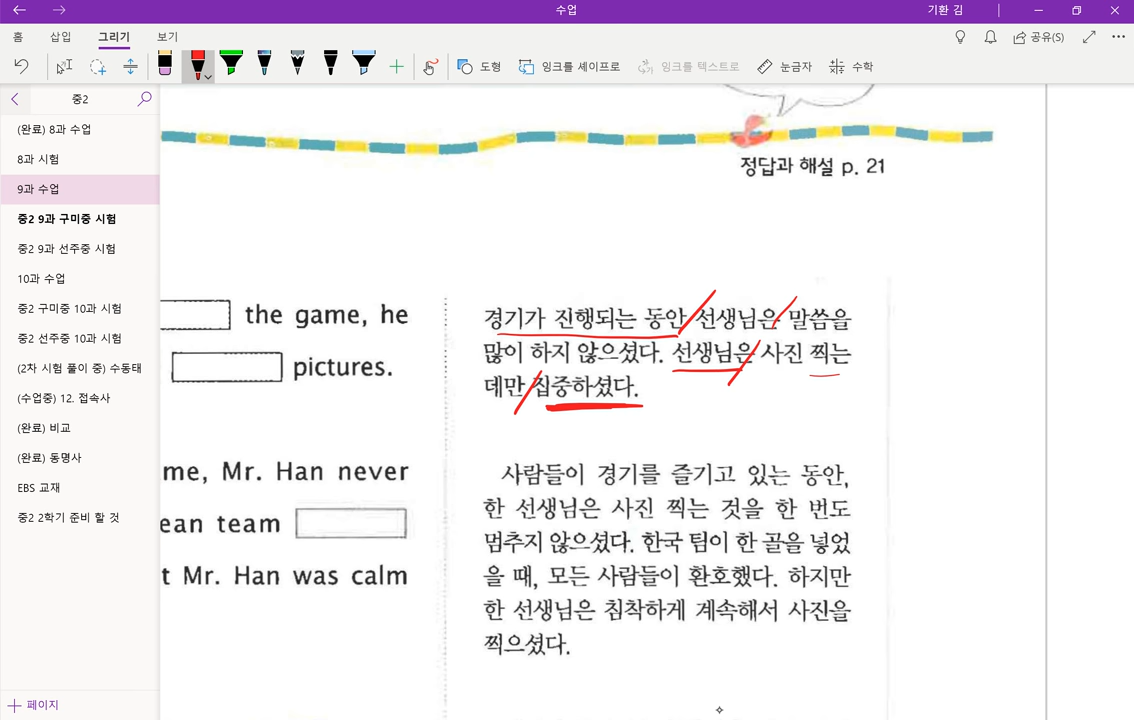 수업
기환 김
홈 삽입 그리기 보기
공유(S)
도형 잉크를 셰이프로 잉크를 텍스트로 눈금자 수학
중2
(완료) 8과 수업
8과 시험
9과 수업
중2 9과 구미중 시험
중2 9과 선주중 시험
10과 수업
중2 구미중 10과 시험
중2 선주중 10과 시험
(2차 시험 풀이 중) 수동태
(수업중) 12. 접속사
(완료) 비교
(완료) 동명사
EBS 교재
중2 2학기 준비 할 것
페이지
정답과 해설 p. 21
the game, he
pictures.
me, Mr. Han never
ean team
t Mr. Han was calm
경기가 진행되는 동안 선생님은 말씀을
많이 하지 않으셨다. 선생님은 사진 찍는
데만 집중하셨다.
사람들이 경기를 즐기고 있는 동안,
한 선생님은 사진 찍는 것을 한 번도
멈추지 않으셨다. 한국 팀이 한 골을 넣었
을 때, 모든 사람들이 환호했다. 하지만
한 선생님은 침착하게 계속해서 사진을
찍으셨다.